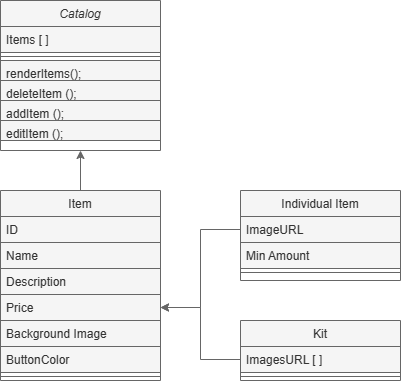 Catalog
Items [ ]
renderItems();
deleteItem ();
addItem ();
editItem ();
Item
ID
Name
Description
Price
Background Image
ButtonColor
Individual Item
ImageURL
Min Amount
Kit
ImagesURL [ ]